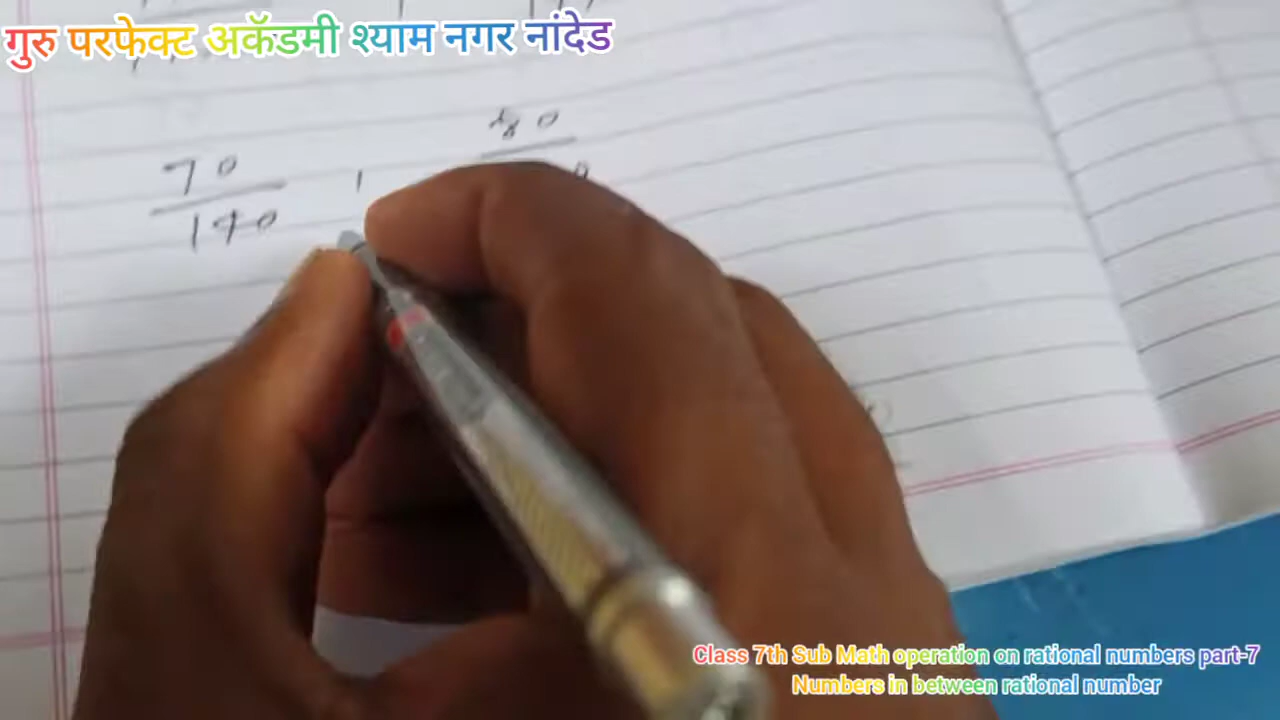 गुरु परफेक्ट अकॅडमी श्याम नगर नांदेड
70
140
Class 7th Sub Math operation on rational numbers part-7
Numbers in between rational number